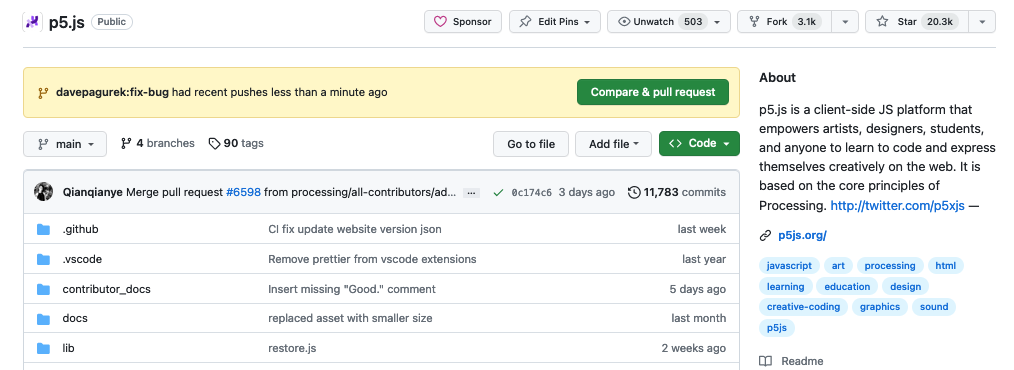 p5.js Public Sponsor Edit Pins Unwatch 503 Fork 3.1k Star 20.3k
davepagurek:fix-bug had recent pushes less than a minute ago Compare & pull request
main 4 branches 90 tags Go to file Add file <> Code
Qianqianye Merge pull request #6598 from processing/all-contributors/ad... ... 0c174c6 3 days ago 11,783 commits
.github CI fix update website version json last week
.vscode Remove prettier from vscode extensions last year
contributor_docs Insert missing "Good." comment 5 days ago
docs replaced asset with smaller size last month
lib restore.js 2 weeks ago
About
p5.js is a client-side JS platform that
empowers artists, designers, students,
and anyone to learn to code and express
themselves creatively on the web. It is
based on the core principles of
Processing. http://twitter.com/p5xjs —
p5js.org/
javascript art processing html
learning education design
creative-coding graphics sound
p5js
Readme